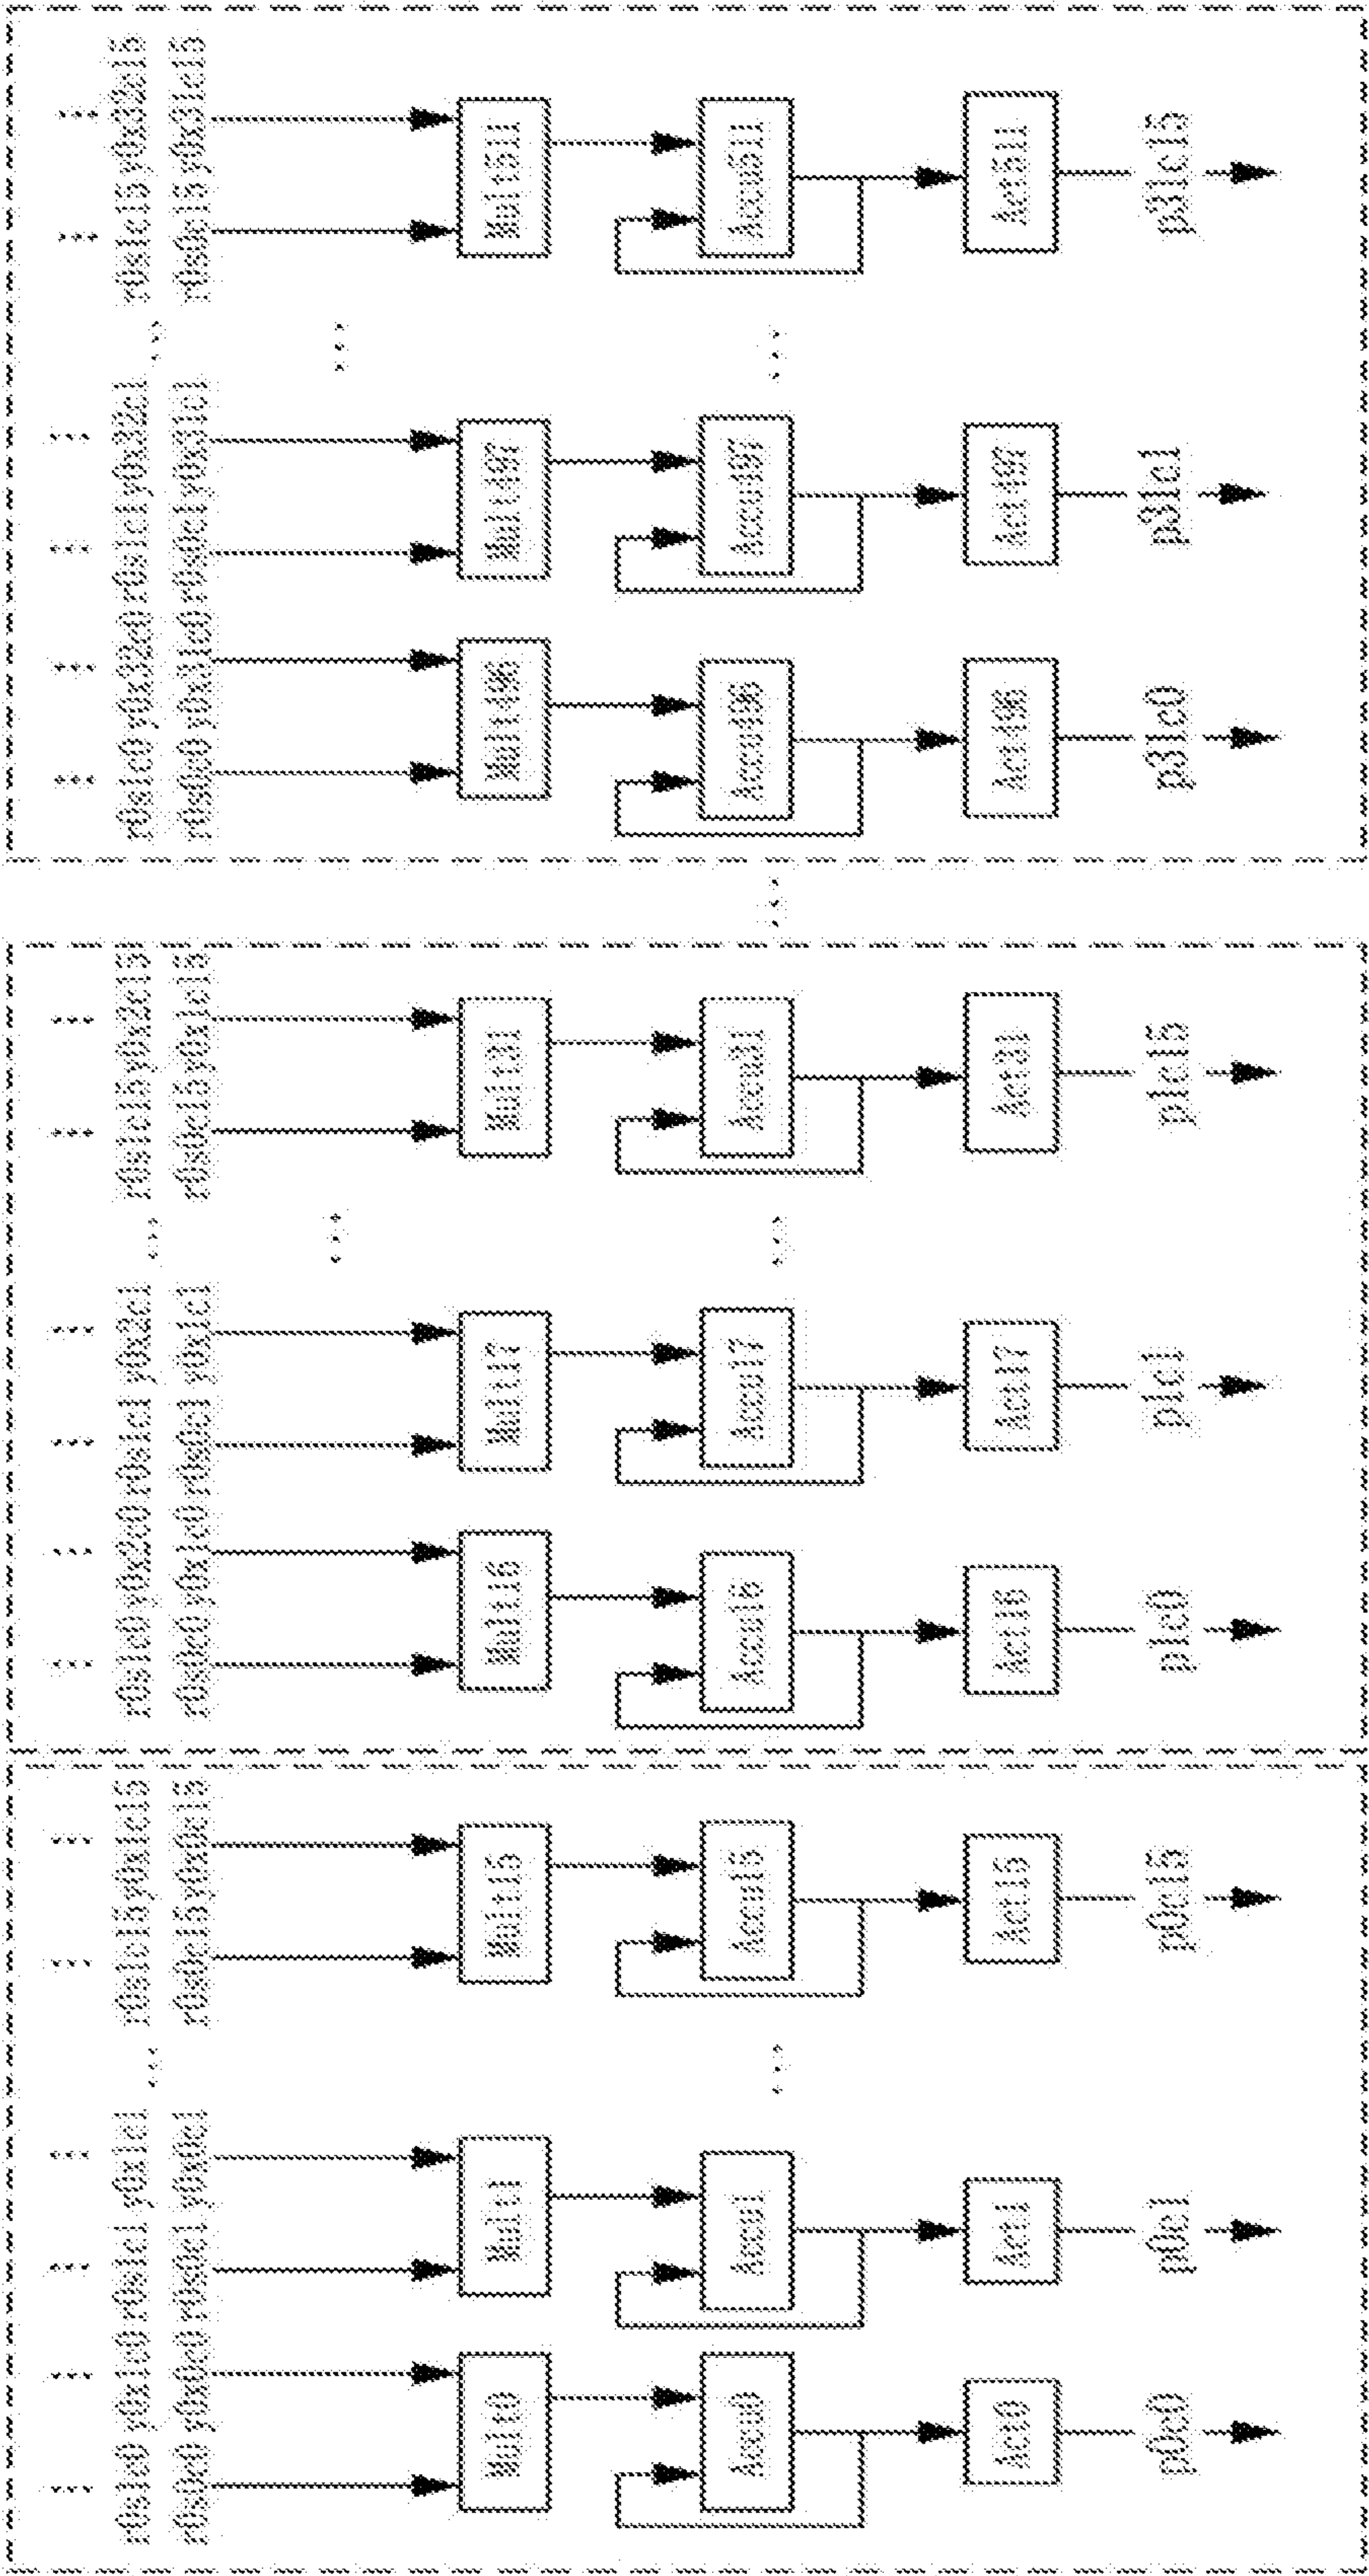 r0s1c0 y0x1c0 r0s1c1 y0x1c1 ... r0s1c15 y0x1c15 r0s1c0 y0x2c0 r0s1c1 y0x2c1 ... r0s1c15 y0x2c15 r0s1c0 y0x32c0 r0s1c1 y0x32c1 ... r0s1c15 y0x32c15
r0s0c0 y0x0c0 r0s0c1 y0x0c1 r0s0c15 y0x0c15 r0s0c0 y0x1c0 r0s0c1 y0x1c1 r0s0c15 y0x1c15 r0s0c0 y0x31c0 r0s0c1 y0x31c1 r0s0c15 y0x31c15
Mult0 Mult1 Mult15 Mult16 Mult17 Mult31 Mult496 Mult497 Mult511
Accu0 Accu1 ... Accu15 Accu16 Accu17 ... Accu31 ... Accu496 Accu497 ... Accu511
Act0 Act1 Act15 Act16 Act17 Act31 Act496 Act497 Act511
p0c0 p0c1 p0c15 p1c0 p1c1 p1c15 p31c0 p31c1 p31c15